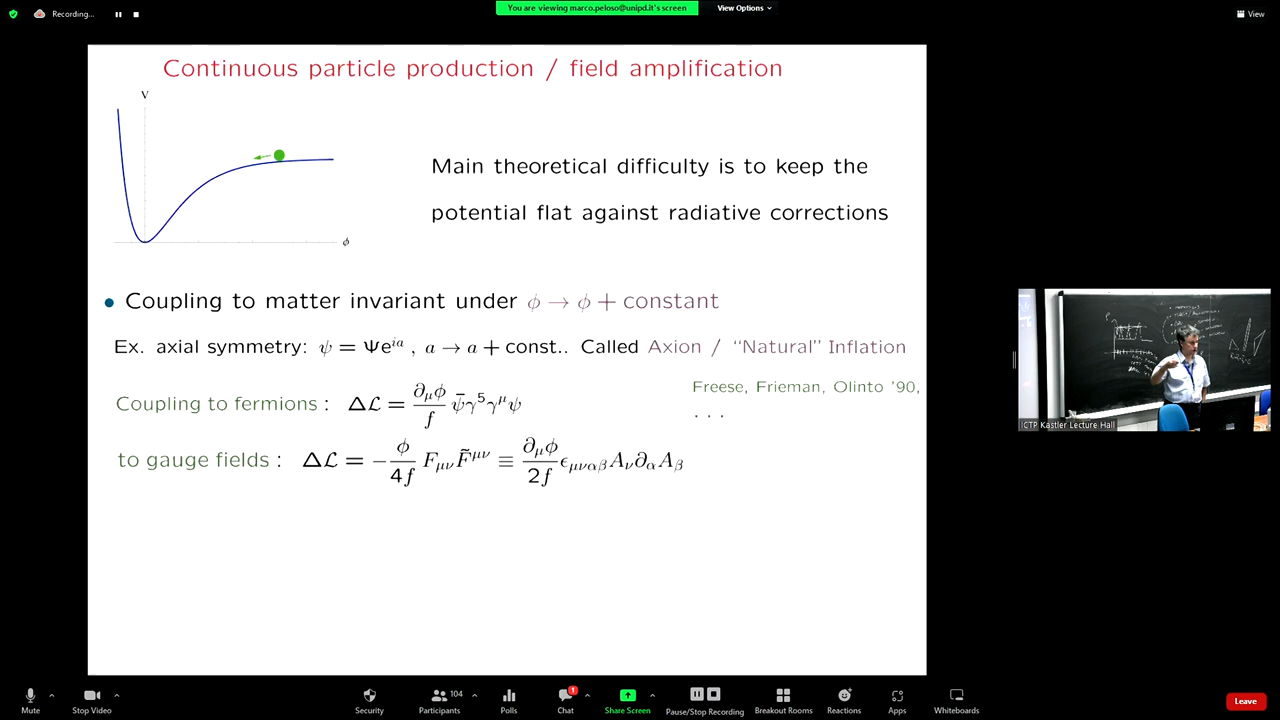 Recording...
You are viewing marco.peloso@unipd.it's screen
View Options
View
Continuous particle production / field amplification
V
ϕ
Main theoretical difficulty is to keep the
potential flat against radiative corrections
• Coupling to matter invariant under ϕ → ϕ + constant
Ex. axial symmetry: ψ = Ψe^{ia} , a → a + const.. Called Axion / “Natural” Inflation
Freese, Frieman, Olinto '90,
. . .
Coupling to fermions : Δℒ = ∂_μϕ/f ψ̄γ^5γ^μψ
to gauge fields : Δℒ = −ϕ/4f F_{μν}F̃^{μν} ≡ ∂_μϕ/2f ϵ_{μναβ}A_ν∂_αA_β
ICTP Kastler Lecture Hall
Mute
Stop Video
Security
Participants 104
Polls
Chat 1
Share Screen
Pause/Stop Recording
Breakout Rooms
Reactions
Apps
Whiteboards
Leave